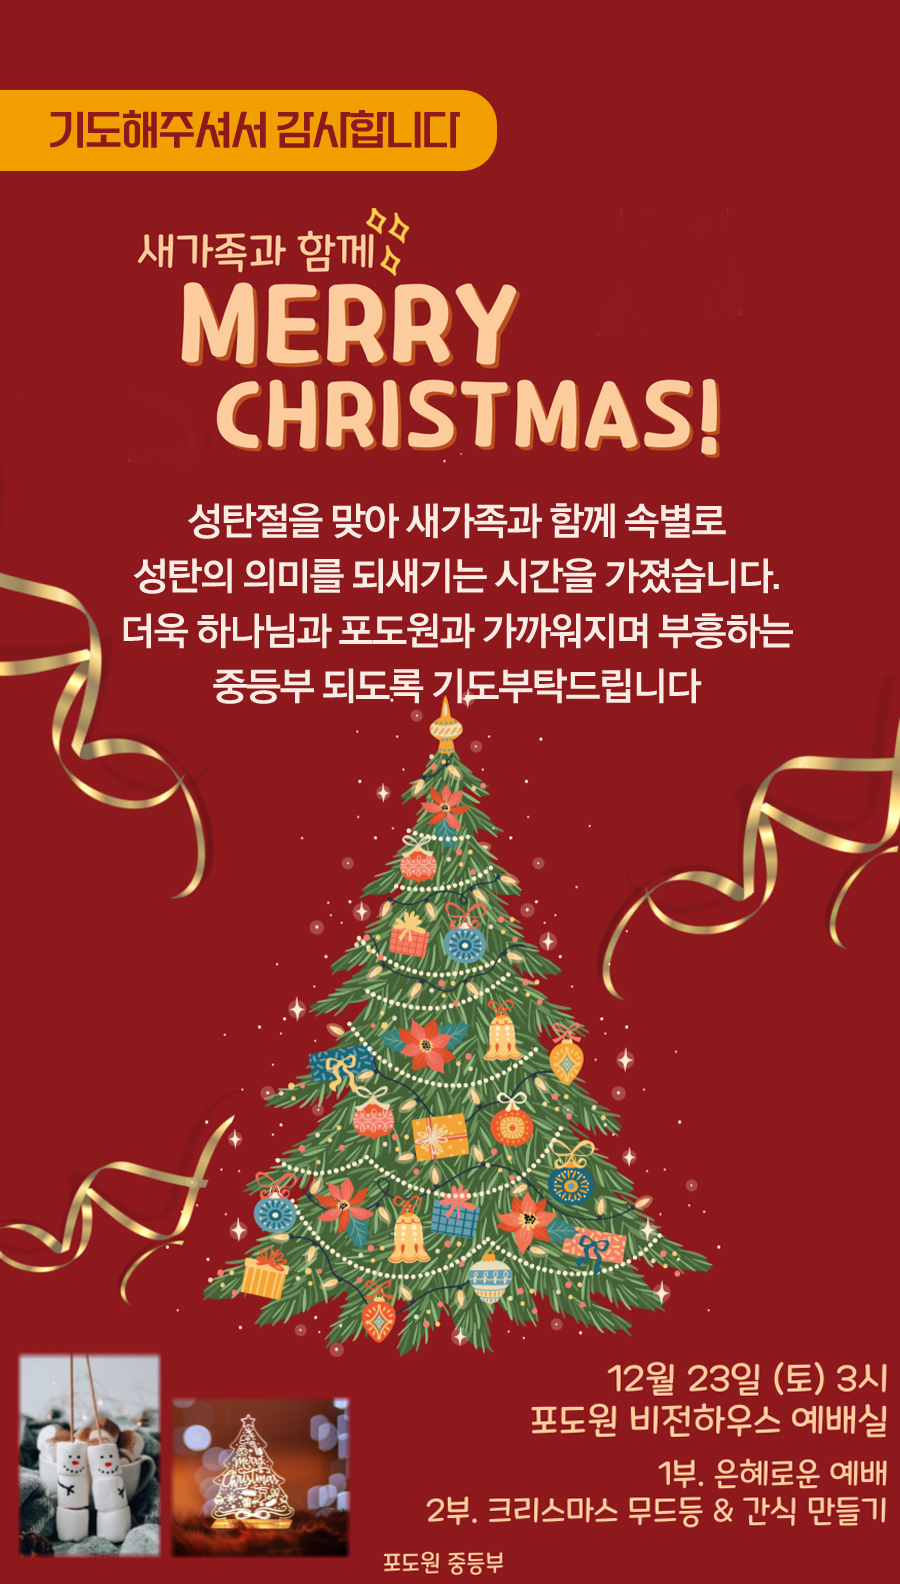 기도해주셔서 감사합니다
새가족과 함께
MERRY
CHRISTMAS!
성탄절을 맞아 새가족과 함께 속별로
성탄의 의미를 되새기는 시간을 가졌습니다.
더욱 하나님과 포도원과 가까워지며 부흥하는
중등부 되도록 기도부탁드립니다
12월 23일 (토) 3시
포도원 비전하우스 예배실
1부. 은혜로운 예배
2부. 크리스마스 무드등 & 간식 만들기
Merry
Christmas
포도원 중등부